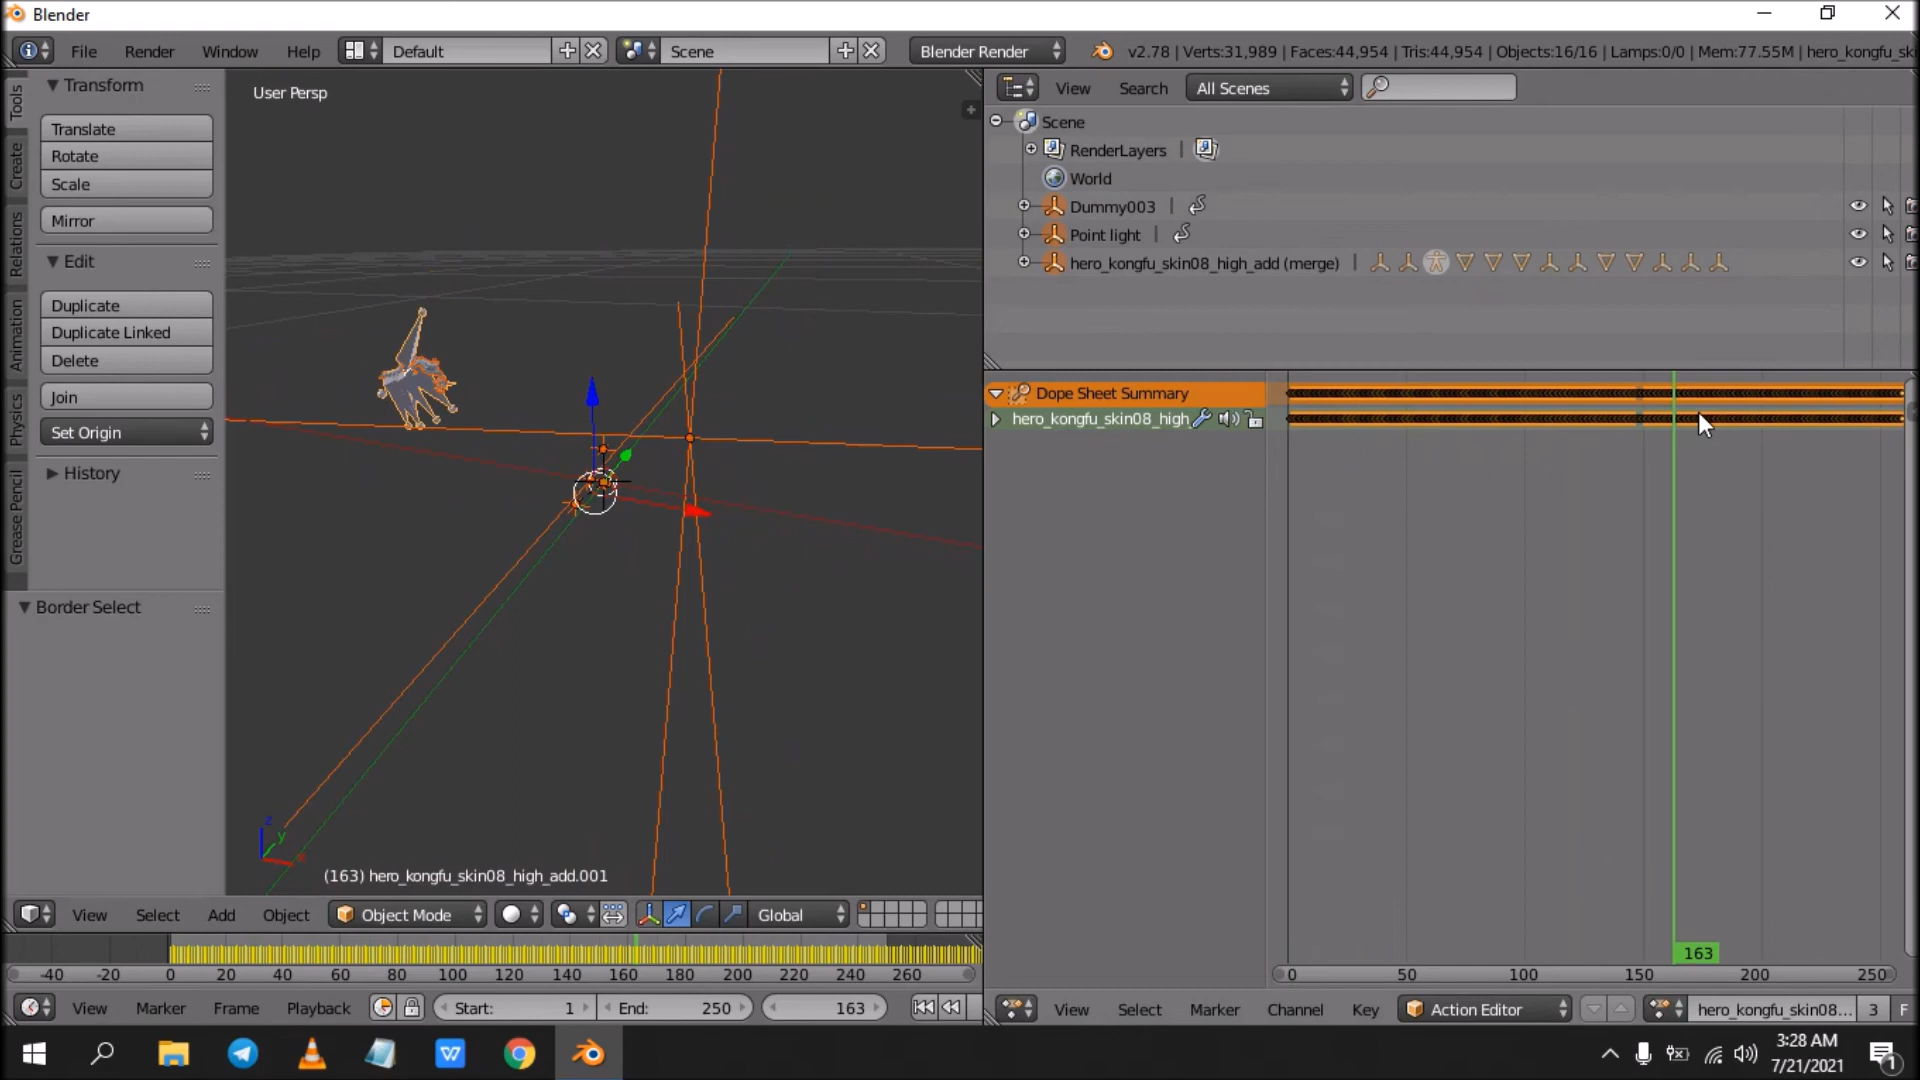 Blender
File Render Window Help Default Scene Blender Render v2.78 | Verts:31,989 | Faces:44,954 | Tris:44,954 | Objects:16/16 | Lamps:0/0 | Mem:77.55M | hero_kongfu_sk
Tools
Create
Relations
Animation
Physics
Grease Pencil
Transform
Translate
Rotate
Scale
Mirror
Edit
Duplicate
Duplicate Linked
Delete
Join
Set Origin
History
Border Select
User Persp
z
y
x
(163) hero_kongfu_skin08_high_add.001
View Select Add Object Object Mode Global
-40 -20 0 20 40 60 80 100 120 140 160 180 200 220 240 260
View Marker Frame Playback Start: 1 End: 250 163
View Search All Scenes
Scene
RenderLayers |
World
Dummy003 |
Point light |
hero_kongfu_skin08_high_add (merge) |
Dope Sheet Summary
hero_kongfu_skin08_high
163
0 50 100 150 200 250
View Select Marker Channel Key Action Editor hero_kongfu_skin08... 3 F
3:28 AM
7/21/2021
1